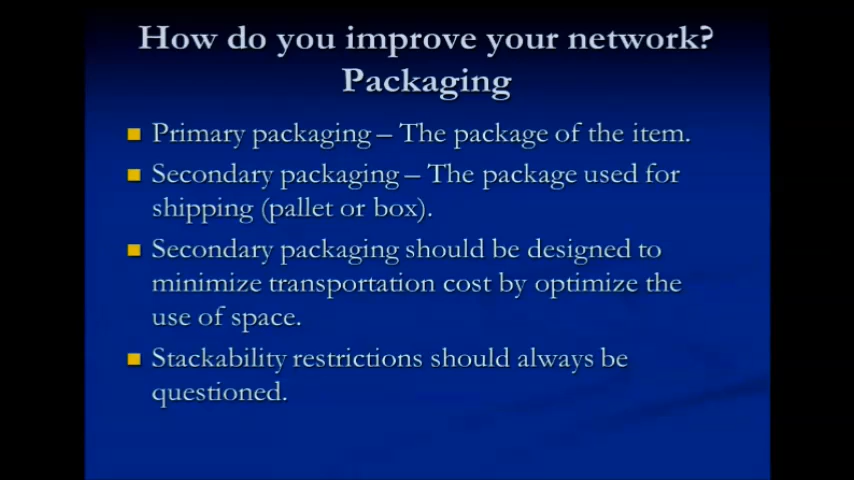 How do you improve your network?
Packaging
Primary packaging – The package of the item.
Secondary packaging – The package used for
shipping (pallet or box).
Secondary packaging should be designed to
minimize transportation cost by optimize the
use of space.
Stackability restrictions should always be
questioned.